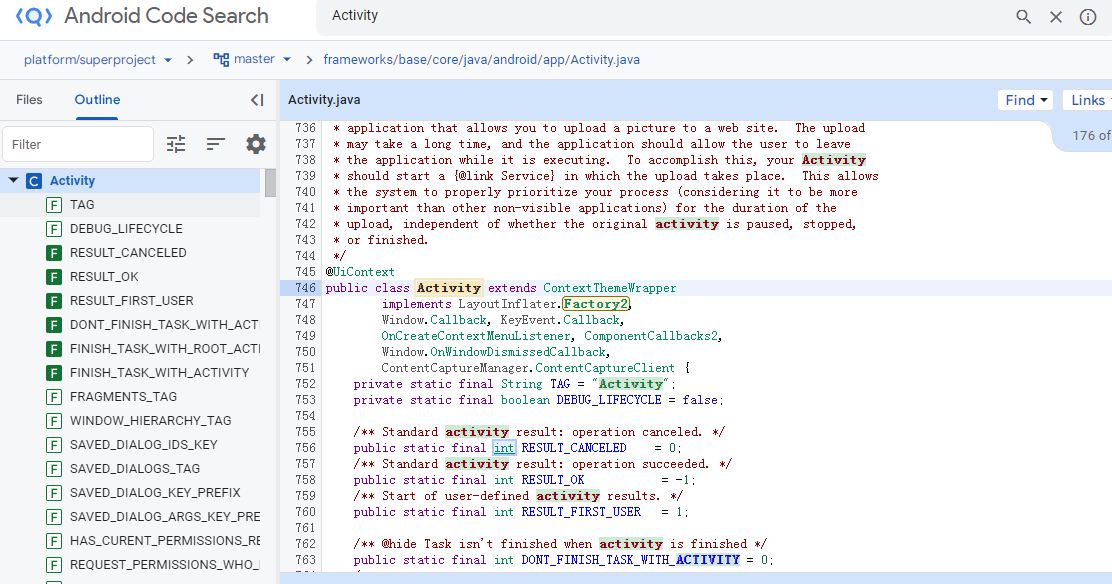 Android Code Search
Activity
platform/superproject
master
frameworks/base/core/java/android/app/Activity.java
Files
Outline
Activity.java
Find
Links
176 of
Filter
C Activity
F TAG
F DEBUG_LIFECYCLE
F RESULT_CANCELED
F RESULT_OK
F RESULT_FIRST_USER
F DONT_FINISH_TASK_WITH_ACTI
F FINISH_TASK_WITH_ROOT_ACTI
F FINISH_TASK_WITH_ACTIVITY
F FRAGMENTS_TAG
F WINDOW_HIERARCHY_TAG
F SAVED_DIALOG_IDS_KEY
F SAVED_DIALOGS_TAG
F SAVED_DIALOG_KEY_PREFIX
F SAVED_DIALOG_ARGS_KEY_PRE
F HAS_CURENT_PERMISSIONS_RE
F REQUEST_PERMISSIONS_WHO_
736 * application that allows you to upload a picture to a web site.  The upload
737 * may take a long time, and the application should allow the user to leave
738 * the application while it is executing.  To accomplish this, your Activity
739 * should start a {@link Service} in which the upload takes place.  This allows
740 * the system to properly prioritize your process (considering it to be more
741 * important than other non-visible applications) for the duration of the
742 * upload, independent of whether the original activity is paused, stopped,
743 * or finished.
744 */
745 @UiContext
746 public class Activity extends ContextThemeWrapper
747         implements LayoutInflater.Factory2,
748         Window.Callback, KeyEvent.Callback,
749         OnCreateContextMenuListener, ComponentCallbacks2,
750         Window.OnWindowDismissedCallback,
751         ContentCaptureManager.ContentCaptureClient {
752     private static final String TAG = "Activity";
753     private static final boolean DEBUG_LIFECYCLE = false;
754
755     /** Standard activity result: operation canceled. */
756     public static final int RESULT_CANCELED    = 0;
757     /** Standard activity result: operation succeeded. */
758     public static final int RESULT_OK           = -1;
759     /** Start of user-defined activity results. */
760     public static final int RESULT_FIRST_USER   = 1;
761
762     /** @hide Task isn't finished when activity is finished */
763     public static final int DONT_FINISH_TASK_WITH_ACTIVITY = 0;